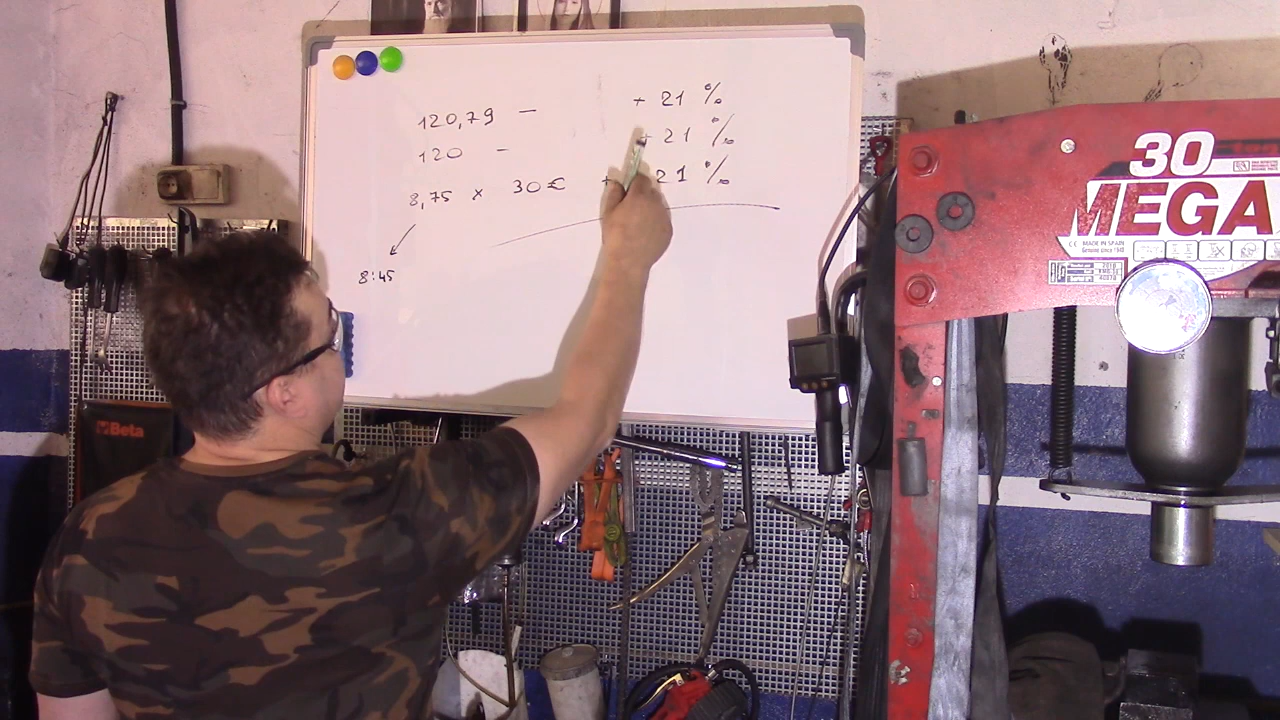 120,79 — + 21 %
120 — + 21 %
8,75 x 30€ + 21 %
8:45
Beta
30
MEGA
MADE IN SPAIN